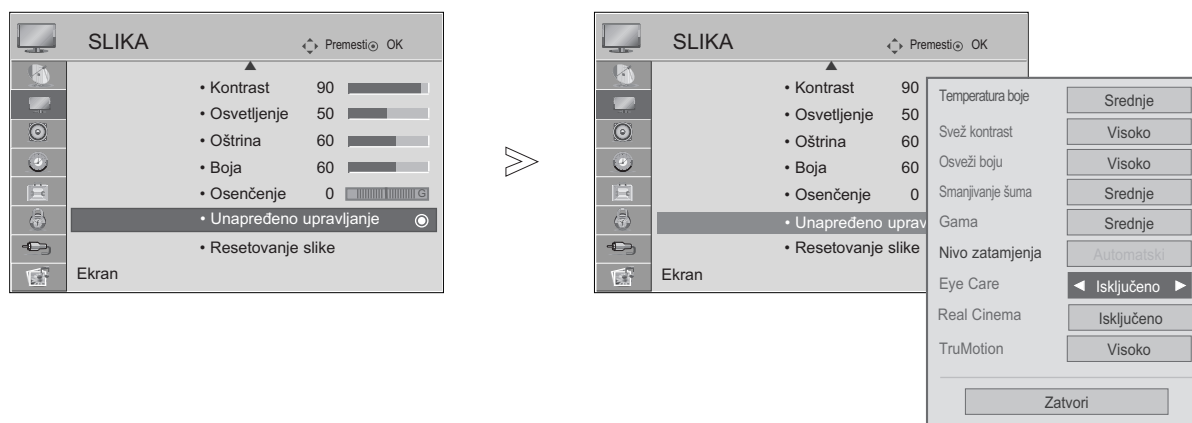 SLIKA Premesti OK
• Kontrast 90
• Osvetljenje 50
• Oštrina 60
• Boja 60
• Osenčenje 0 G
• Unapređeno upravljanje
• Resetovanje slike
Ekran
SLIKA Premesti OK
• Kontrast 90
• Osvetljenje 50
• Oštrina 60
• Boja 60
• Osenčenje 0
• Unapređeno uprav
• Resetovanje slike
Ekran
Temperatura boje Srednje
Svež kontrast Visoko
Osveži boju Visoko
Smanjivanje šuma Srednje
Gama Srednje
Nivo zatamjenja Automatski
Eye Care ◄ Isključeno ►
Real Cinema Isključeno
TruMotion Visoko
Zatvori